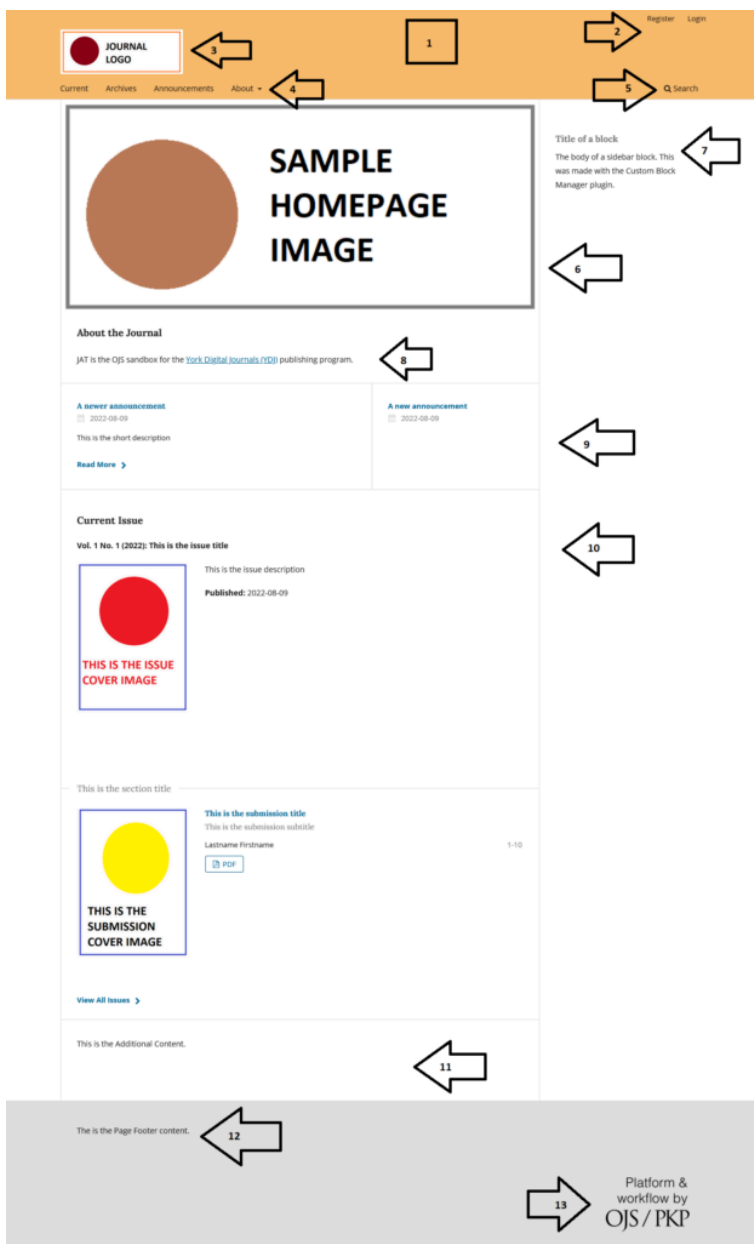 Register Login
2
1
JOURNAL
LOGO
3
Current Archives Announcements About
4
5
Search
SAMPLE
HOMEPAGE
IMAGE
Title of a block
The body of a sidebar block. This
was made with the Custom Block
Manager plugin.
7
6
About the Journal
JAT is the OJS sandbox for the York Digital Journals (YDJ) publishing program.
8
A newer announcement
2022-08-09
This is the short description
Read More
A new announcement
2022-08-09
9
Current Issue
10
Vol. 1 No. 1 (2022): This is the issue title
This is the issue description
Published: 2022-08-09
THIS IS THE ISSUE
COVER IMAGE
This is the section title
This is the submission title
This is the submission subtitle
Lastname Firstname 1-10
PDF
THIS IS THE
SUBMISSION
COVER IMAGE
View All Issues
This is the Additional Content.
11
The is the Page Footer content.
12
13
Platform &
workflow by
OJS / PKP